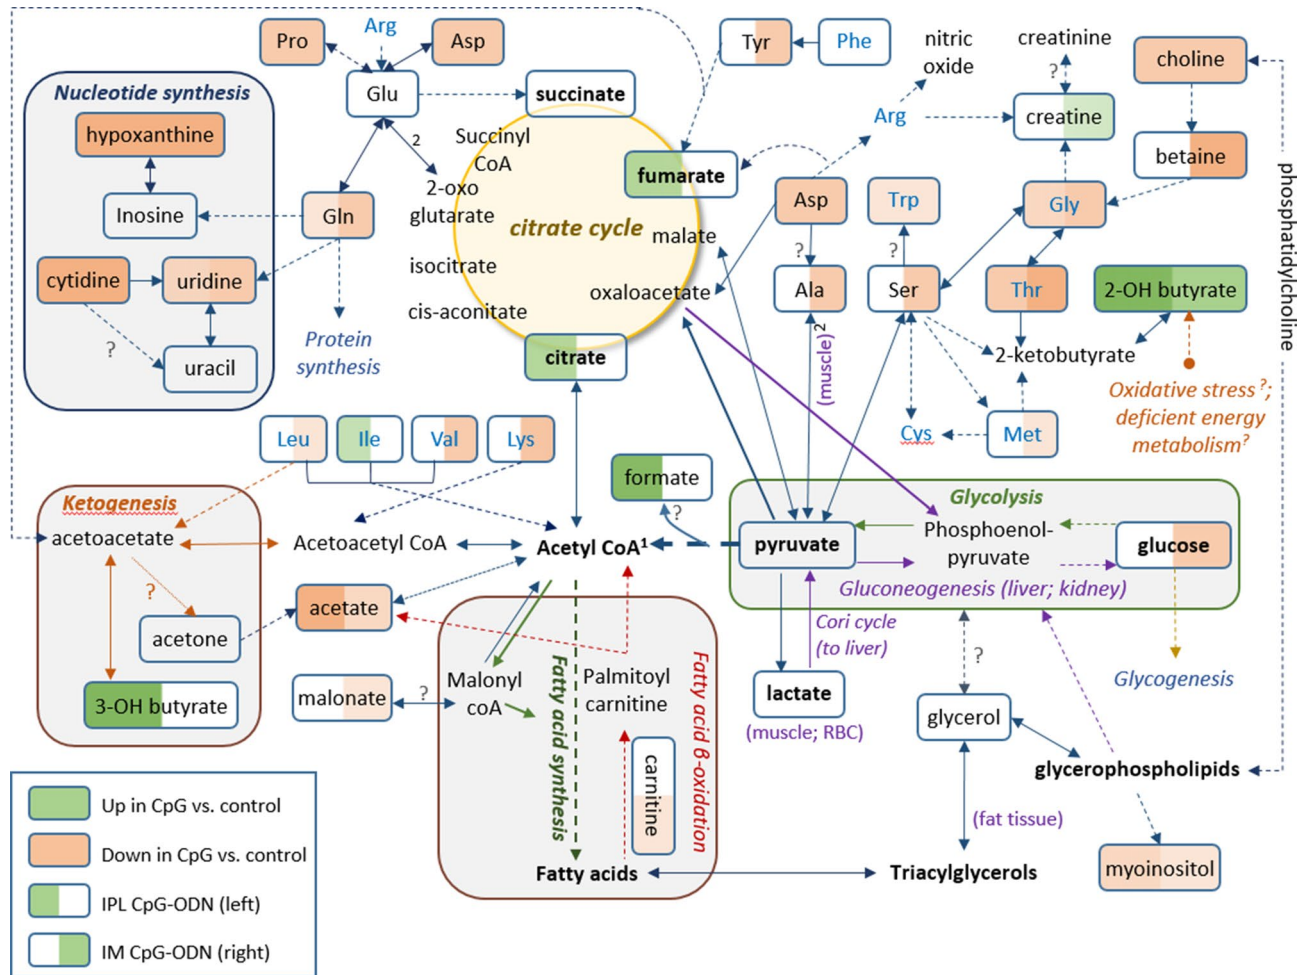 Pro
Arg
Asp
Tyr
Phe
nitric
oxide
creatinine
?
choline
Nucleotide synthesis
hypoxanthine
Inosine
cytidine
uridine
?
uracil
Glu
2
Gln
Protein
synthesis
succinate
Succinyl
CoA
2-oxo
glutarate
isocitrate
cis-aconitate
citrate cycle
fumarate
malate
oxaloacetate
citrate
Arg
creatine
betaine
Asp
Trp
Gly
?
?
Ala
Ser
Thr
2-OH butyrate
(muscle)2
2-ketobutyrate
Cys
Met
Oxidative stress?;
deficient energy
metabolism?
phosphatidylcholine
Leu
Ile
Val
Lys
Ketogenesis
acetoacetate
?
acetone
3-OH butyrate
Acetoacetyl CoA
Acetyl CoA1
formate
?
acetate
malonate
?
Malonyl
coA
Fatty acid synthesis
Palmitoyl
carnitine
carnitine
Fatty acid β-oxidation
Fatty acids
Glycolysis
pyruvate
Phosphoenol-
pyruvate
glucose
Gluconeogenesis (liver; kidney)
Cori cycle
(to liver)
lactate
(muscle; RBC)
?
Glycogenesis
glycerol
glycerophospholipids
(fat tissue)
Triacylglycerols
myoinositol
Up in CpG vs. control
Down in CpG vs. control
IPL CpG-ODN (left)
IM CpG-ODN (right)